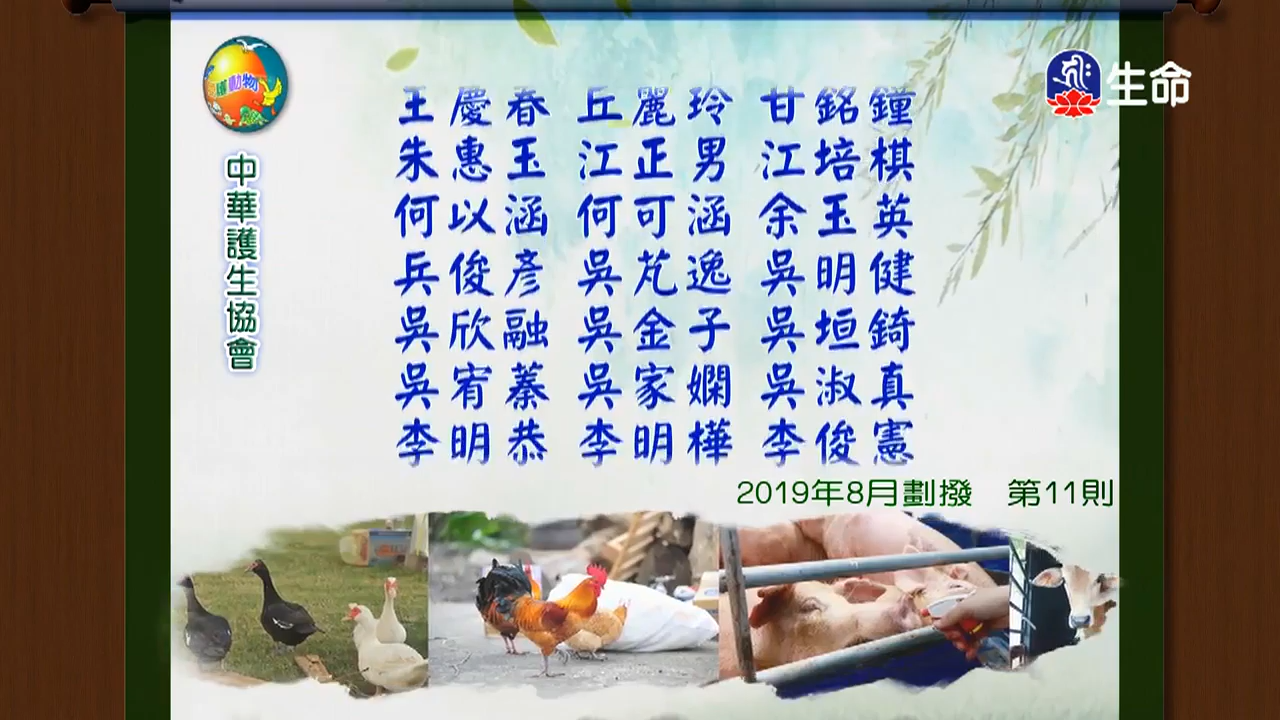 動物
生命
中華護生協會
王慶春 丘麗玲 甘銘鐘
朱惠玉 江正男 江培棋
何以涵 何可涵 余玉英
兵俊彥 吳芃逸 吳明健
吳欣融 吳金子 吳垣錡
吳宥蓁 吳家嫻 吳淑真
李明恭 李明樺 李俊憲
2019年8月劃撥 第11則